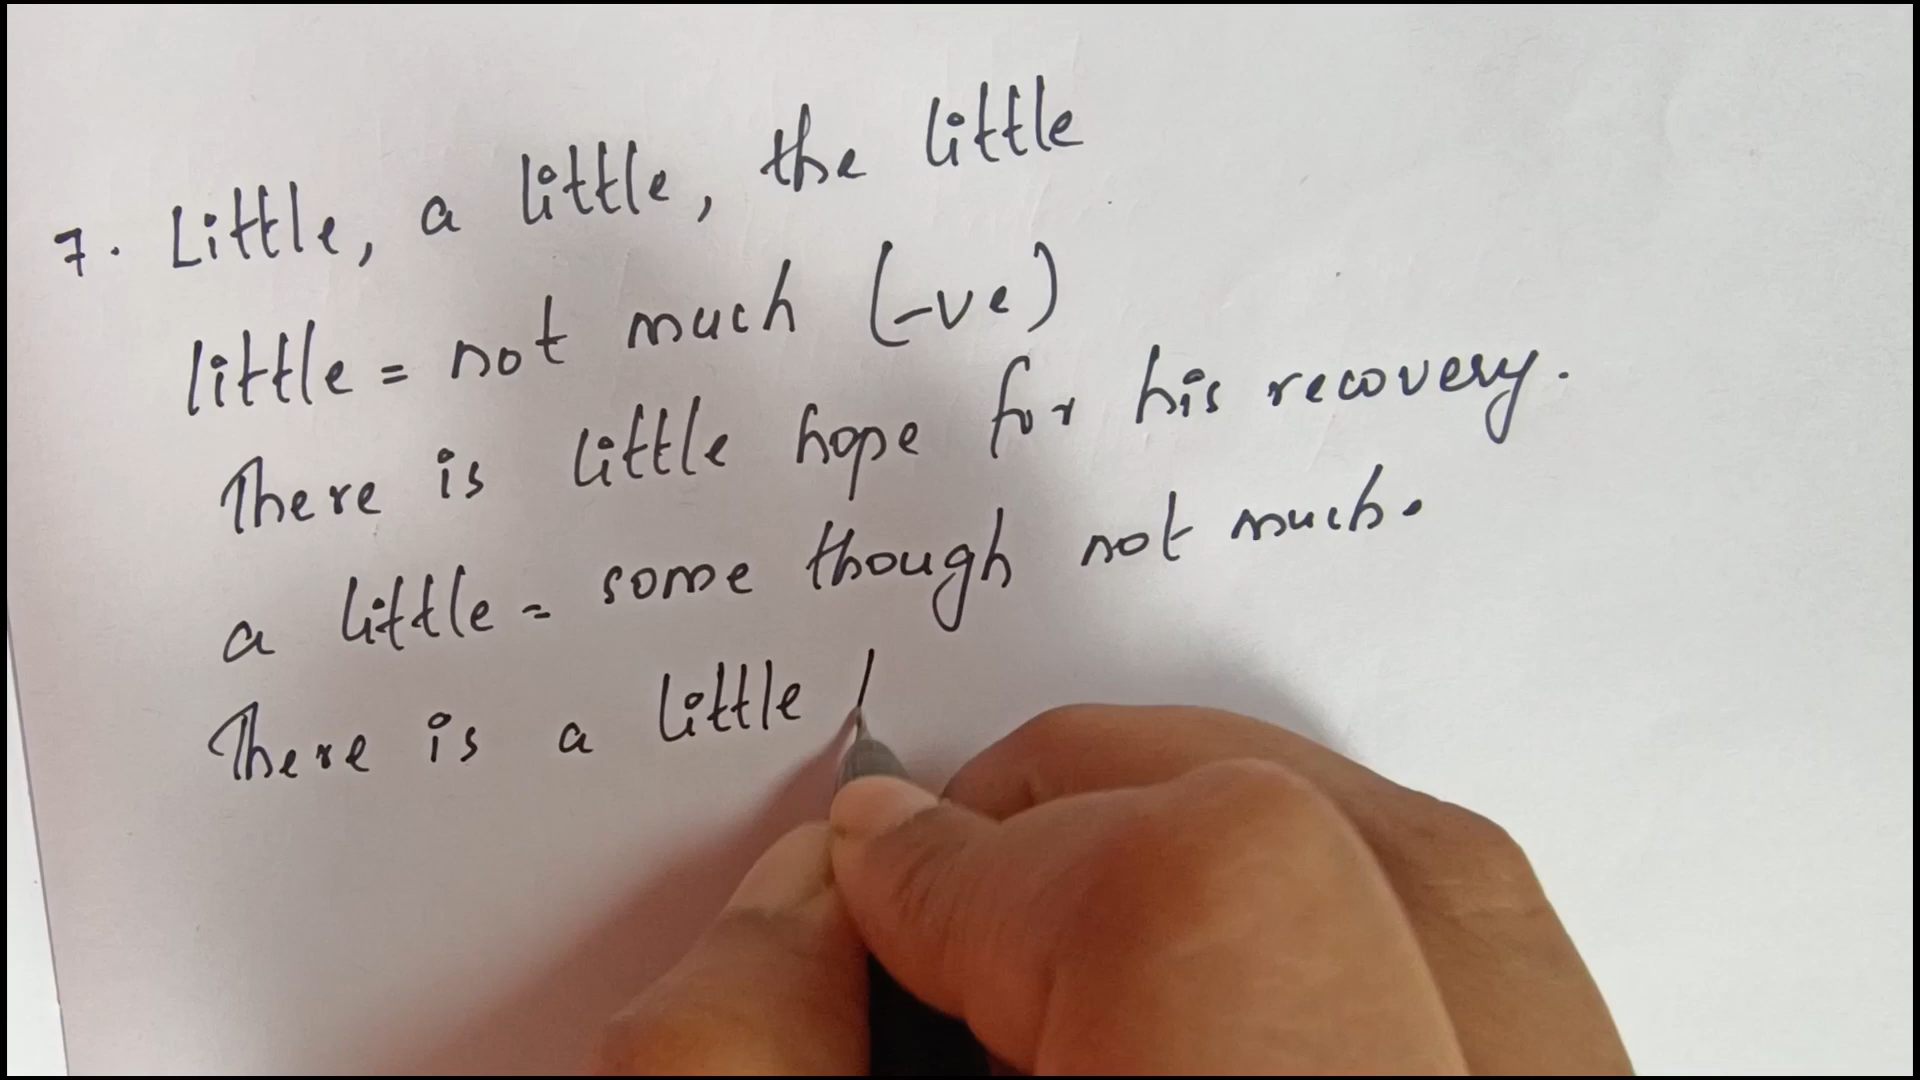 7. Little, a little, the little
little = not much (-ve)
There is little hope for his recovery.
a little = some though not much.
There is a little